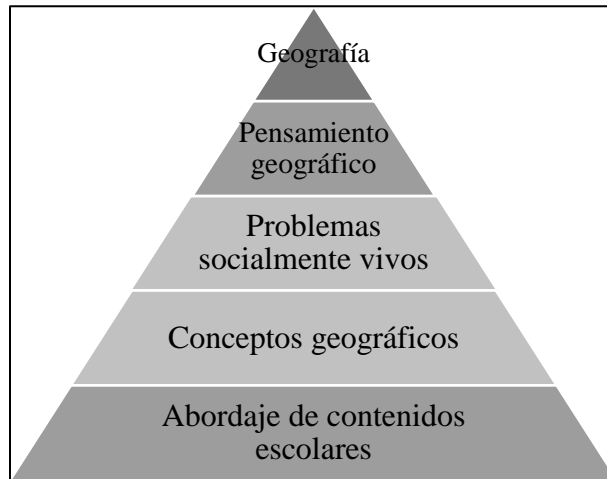 Geografía
Pensamiento
geográfico
Problemas
socialmente vivos
Conceptos geográficos
Abordaje de contenidos
escolares